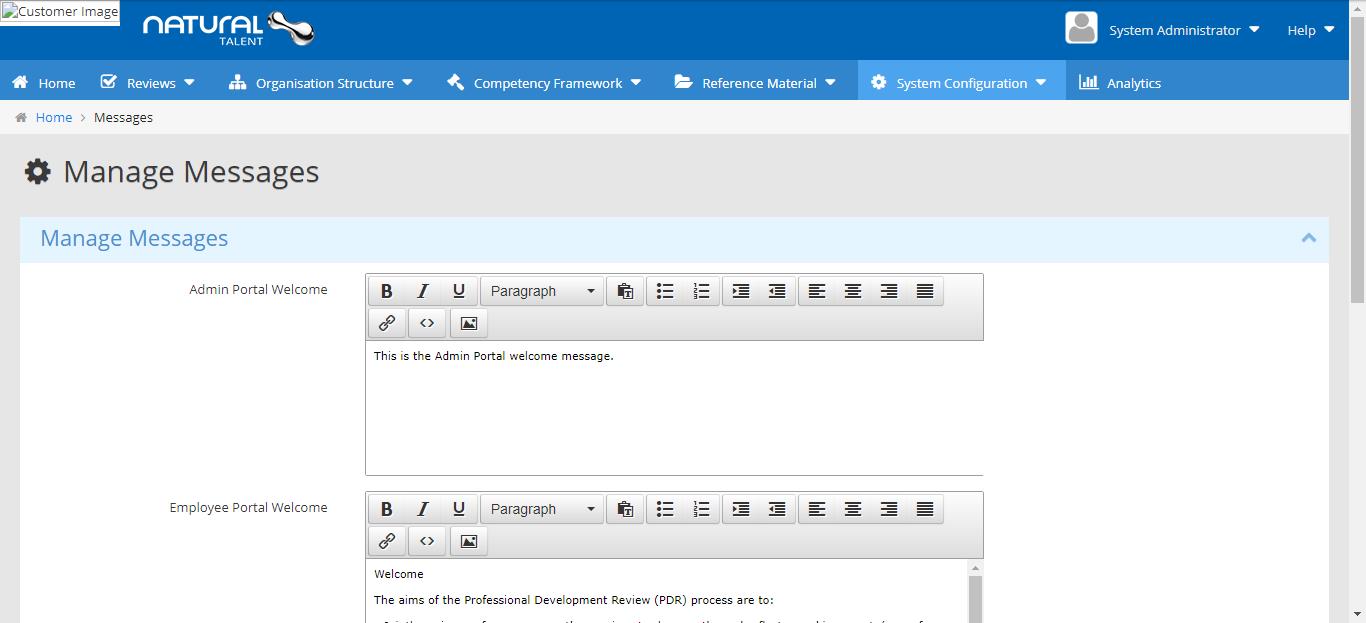 Customer Image
NATURAL
TALENT
System Administrator
Help
Home
Reviews
Organisation Structure
Competency Framework
Reference Material
System Configuration
Analytics
Home > Messages
Manage Messages
Manage Messages
Admin Portal Welcome
B I U Paragraph
This is the Admin Portal welcome message.
Employee Portal Welcome
B I U Paragraph
Welcome
The aims of the Professional Development Review (PDR) process are to: